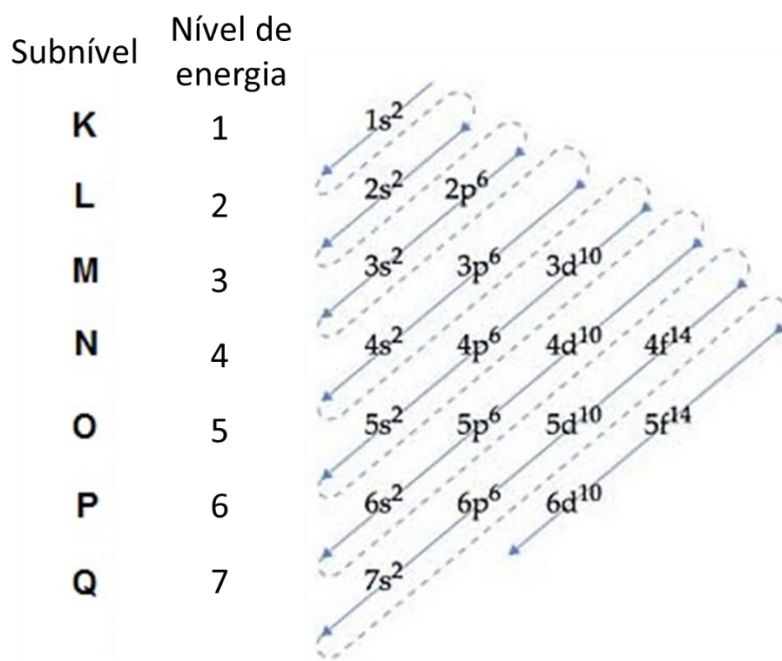 Subnível Nível de energia
K 1 1s²
L 2 2s² 2p⁶
M 3 3s² 3p⁶ 3d¹⁰
N 4 4s² 4p⁶ 4d¹⁰ 4f¹⁴
O 5 5s² 5p⁶ 5d¹⁰ 5f¹⁴
P 6 6s² 6p⁶ 6d¹⁰
Q 7 7s²